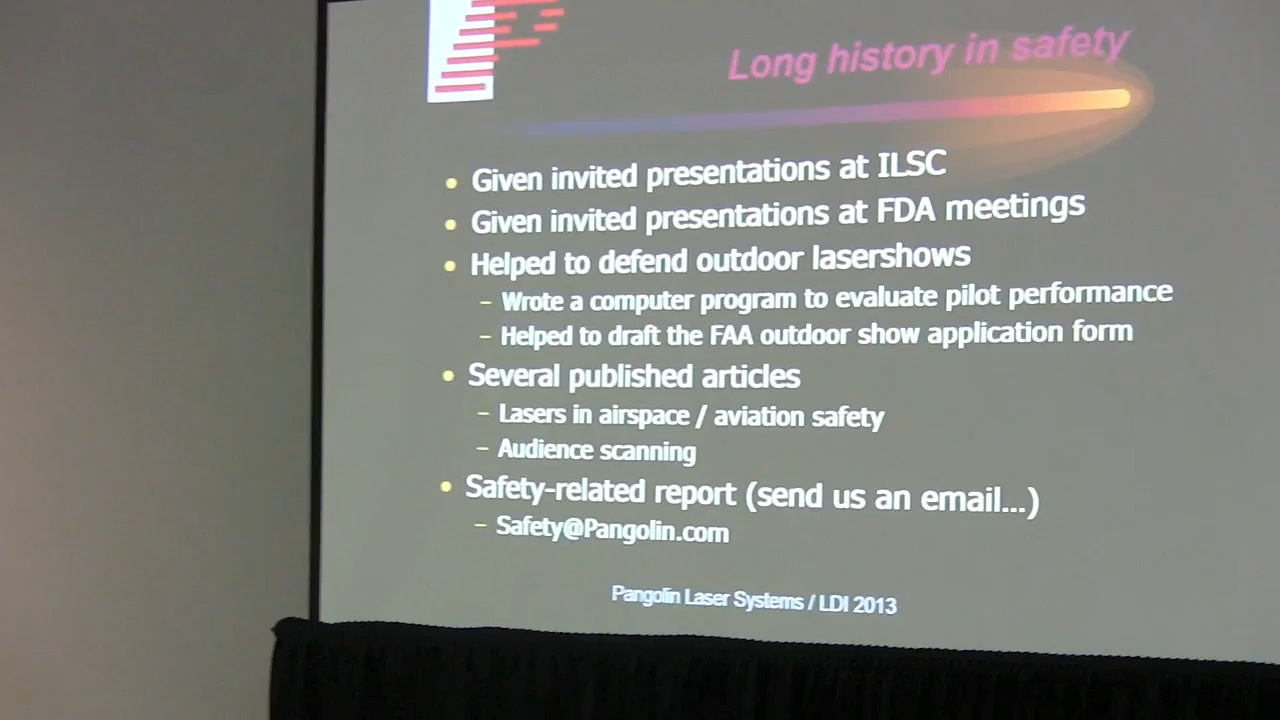 Long history in safety
• Given invited presentations at ILSC
• Given invited presentations at FDA meetings
• Helped to defend outdoor lasershows
– Wrote a computer program to evaluate pilot performance
– Helped to draft the FAA outdoor show application form
• Several published articles
– Lasers in airspace / aviation safety
– Audience scanning
• Safety-related report (send us an email...)
– Safety@Pangolin.com
Pangolin Laser Systems / LDI 2013